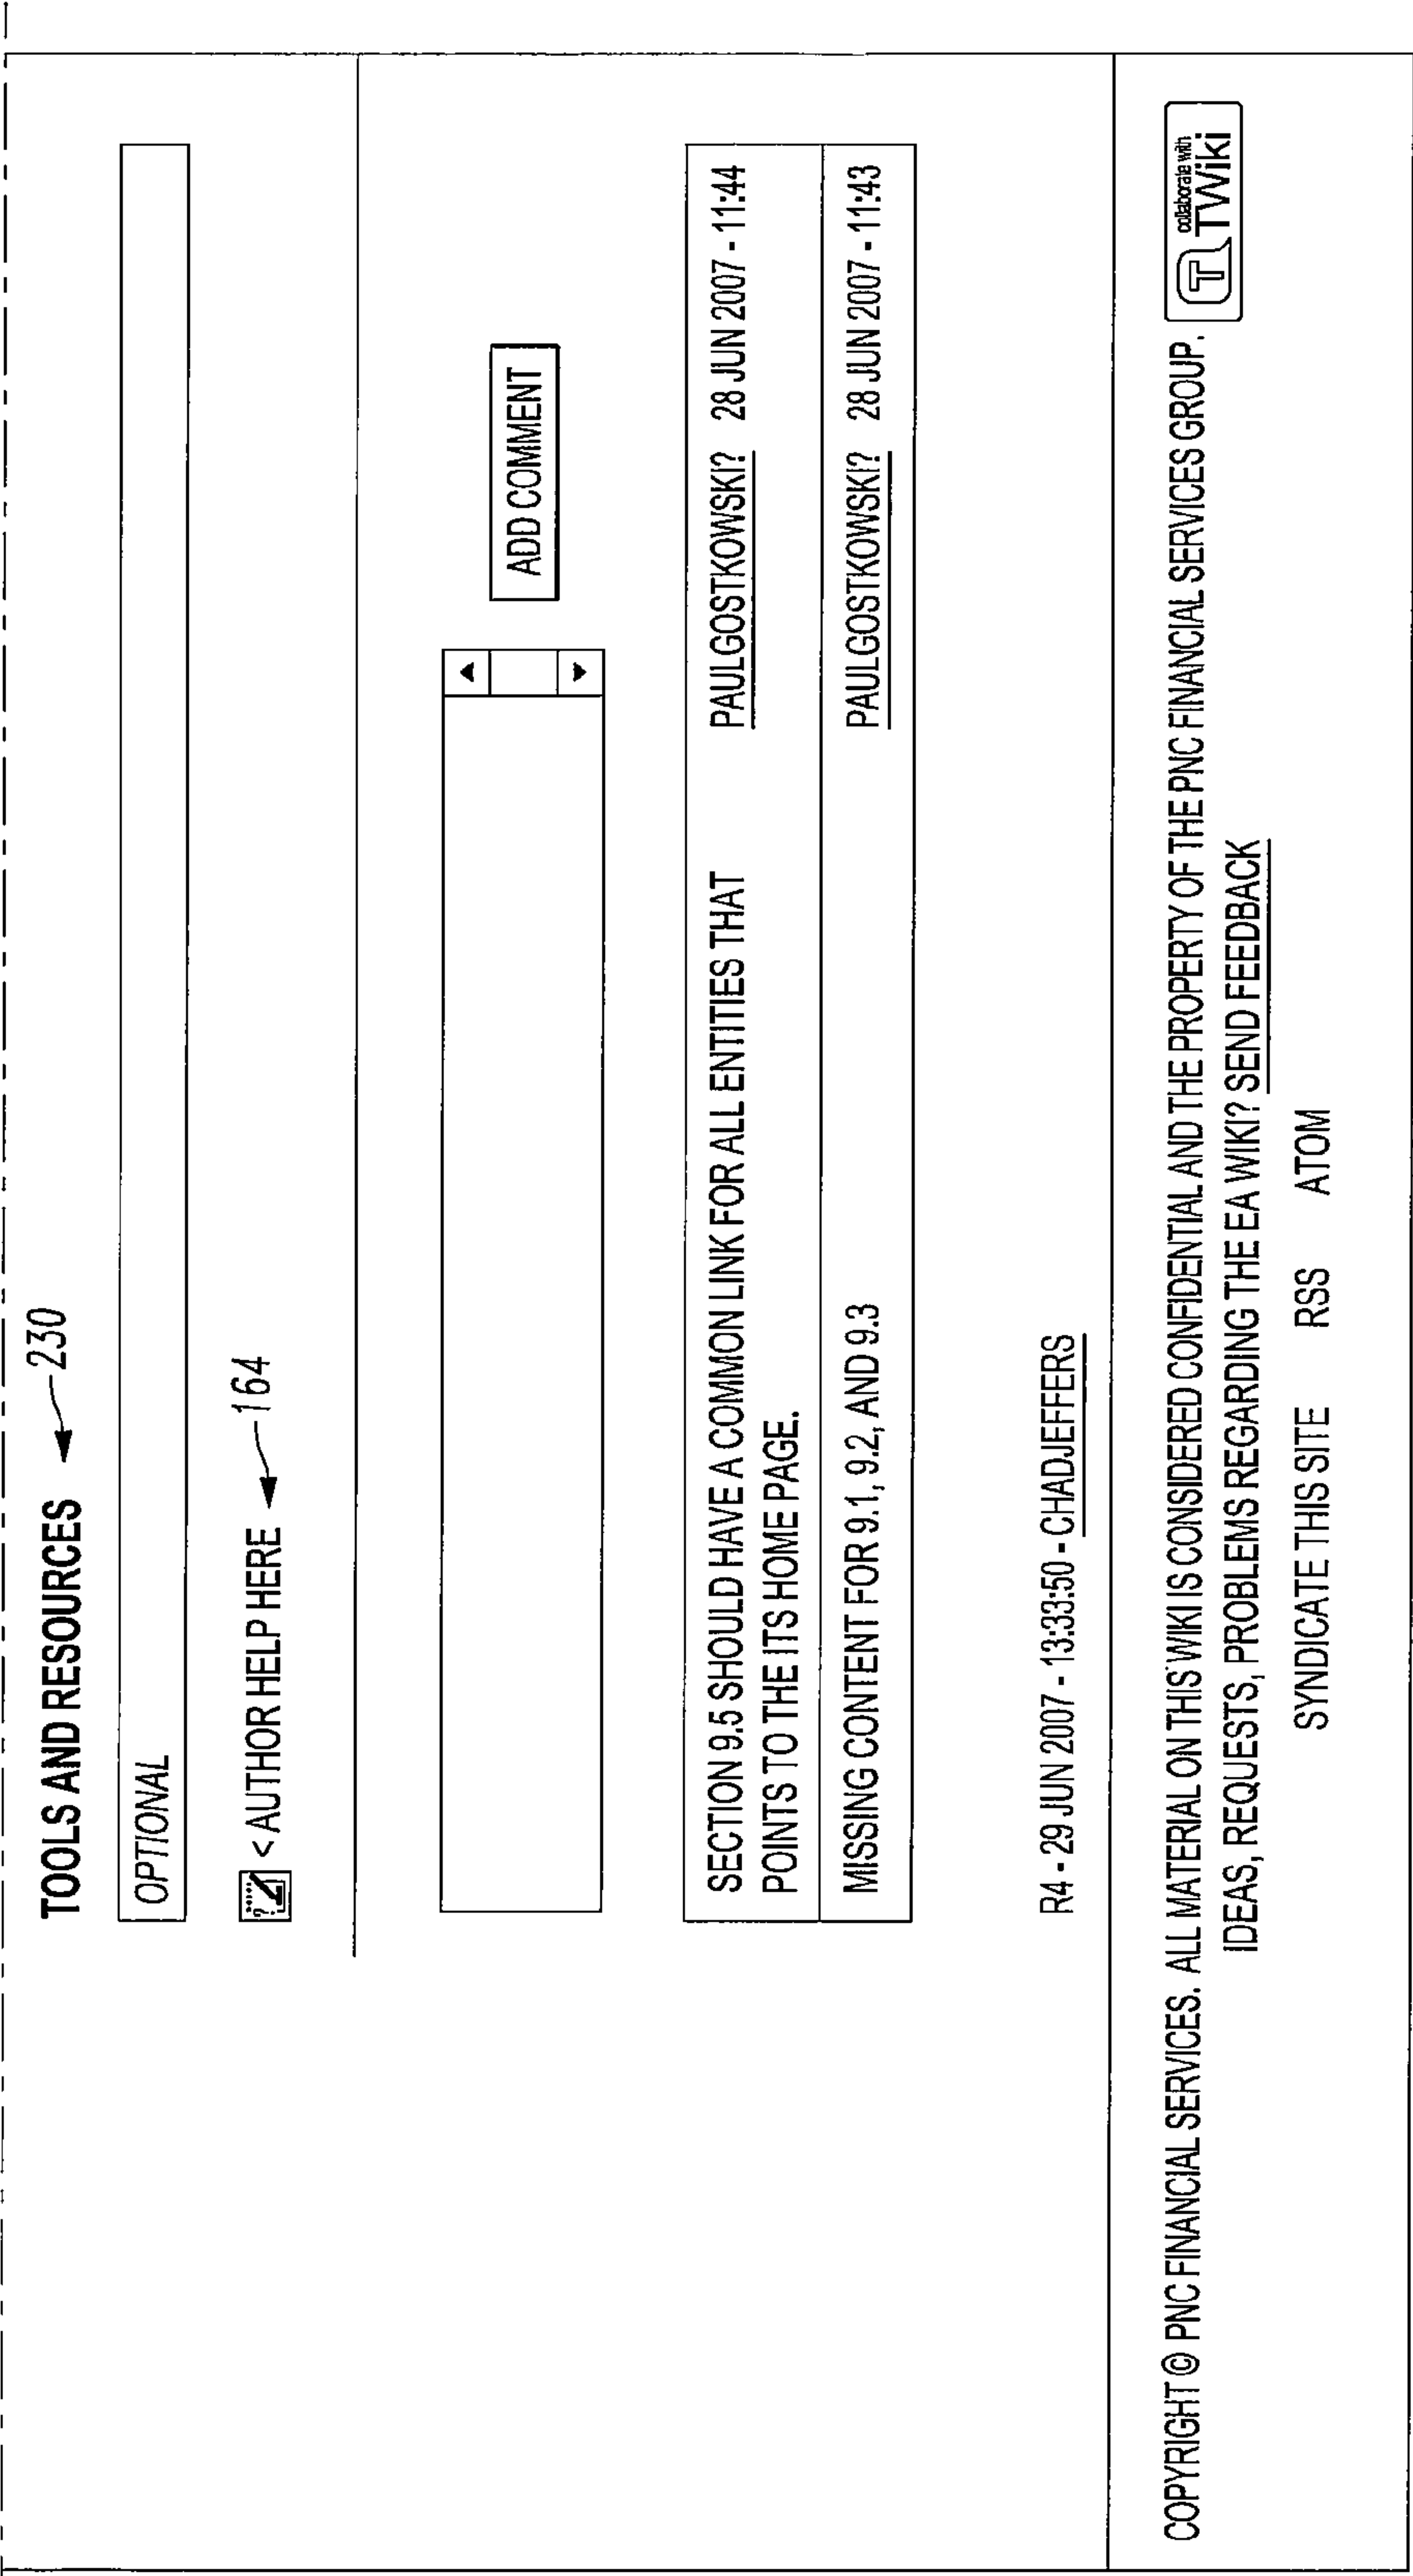 TOOLS AND RESOURCES 230
OPTIONAL
? < AUTHOR HELP HERE 164
ADD COMMENT
SECTION 9.5 SHOULD HAVE A COMMON LINK FOR ALL ENTITIES THAT PAULGOSTKOWSKI? 28 JUN 2007 - 11:44
POINTS TO THE ITS HOME PAGE.
MISSING CONTENT FOR 9.1, 9.2, AND 9.3 PAULGOSTKOWSKI? 28 JUN 2007 - 11:43
R4 - 29 JUN 2007 - 13:33:50 - CHADJEFFERS
COPYRIGHT © PNC FINANCIAL SERVICES. ALL MATERIAL ON THIS WIKI IS CONSIDERED CONFIDENTIAL AND THE PROPERTY OF THE PNC FINANCIAL SERVICES GROUP.
collaborate with
T TWiki
IDEAS, REQUESTS, PROBLEMS REGARDING THE EA WIKI? SEND FEEDBACK
SYNDICATE THIS SITE RSS ATOM